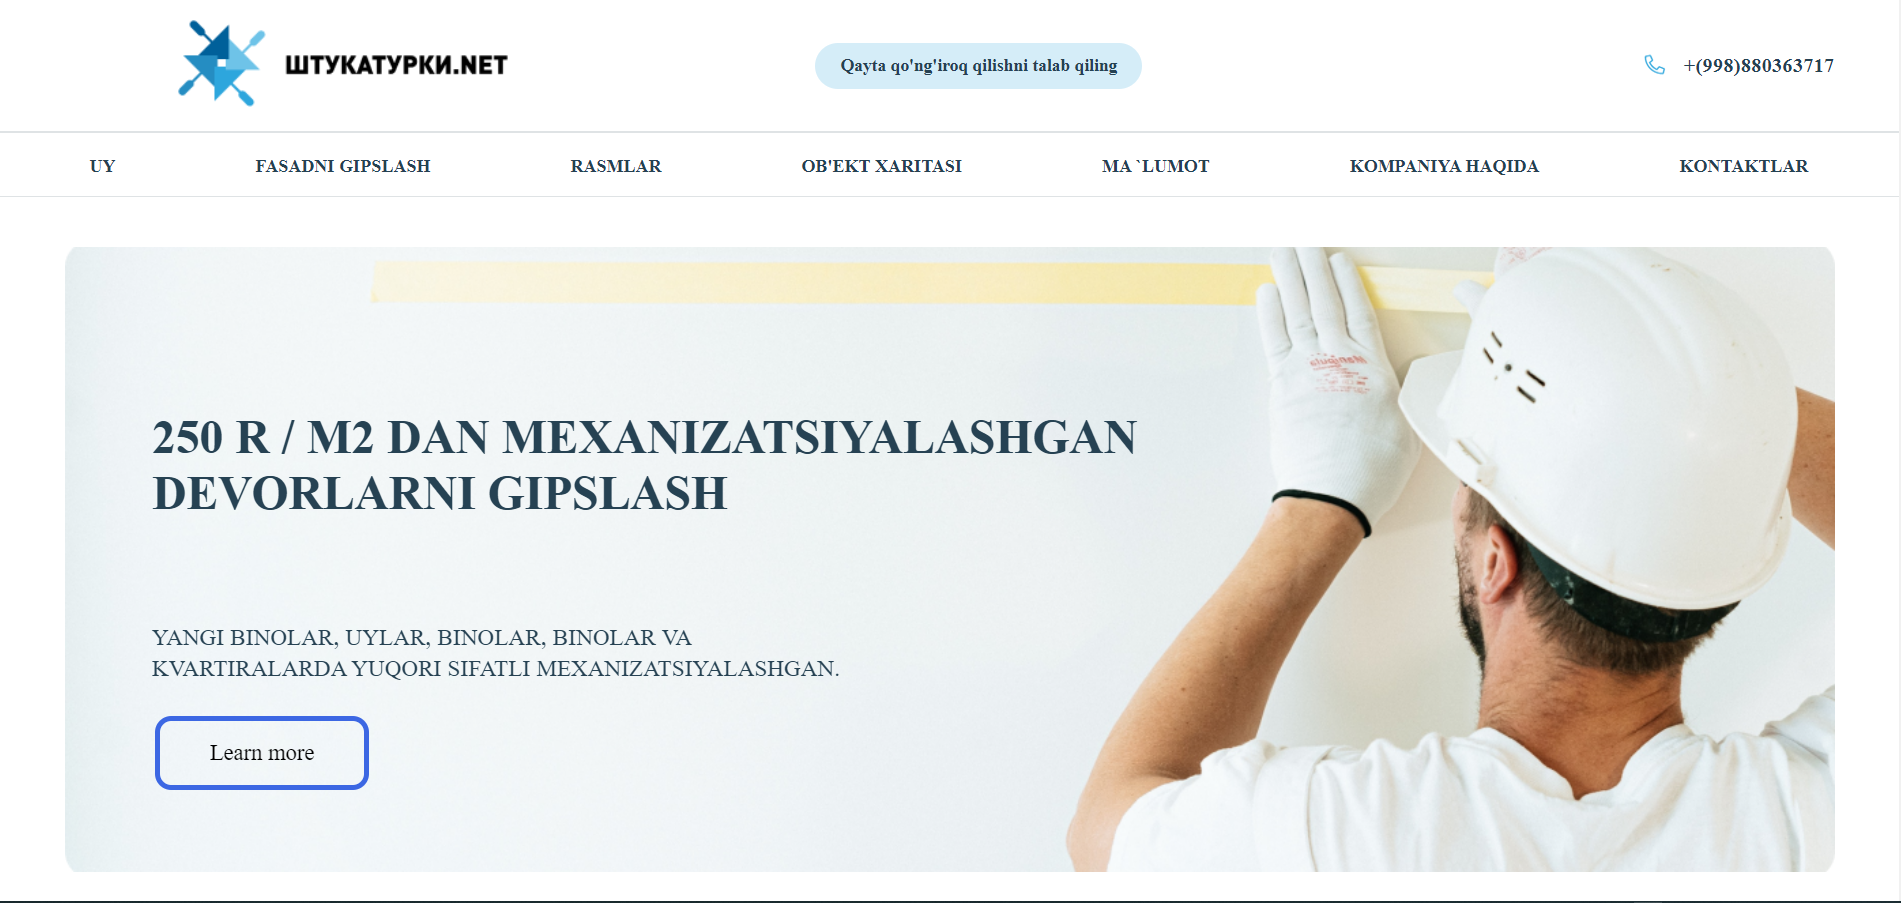 ШТУКАТУРКИ.NET
Qayta qo'ng'iroq qilishni talab qiling
+(998)880363717
UY
FASADNI GIPSLASH
RASMLAR
OB'EKT XARITASI
MA`LUMOT
KOMPANIYA HAQIDA
KONTAKTLAR
250 R / M2 DAN MEXANIZATSIYALASHGAN
DEVORLARNI GIPSLASH
YANGI BINOLAR, UYLAR, BINOLAR, BINOLAR VA
KVARTIRALARDA YUQORI SIFATLI MEXANIZATSIYALASHGAN.
Learn more